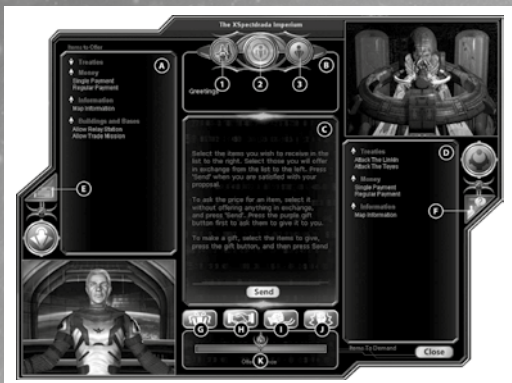 The XSpectdrada Imperium
Items to Offer
A
Treaties
Money
Single Payment
Regular Payment
Information
Map Information
Buildings and Bases
Allow Relay Station
Allow Trade Mission
1
2
3
B
Greetings
C
Select the items you wish to receive in the
list to the right. Select those you will offer
in exchange from the list to the left. Press
'Send' when you are satisfied with your
proposal.
To ask the price for an item, select it
without offering anything in exchange
and press 'Send'. Press the purple gift
button first to ask them to give it to you.
To make a gift, select the items to give,
press the gift button, and then press Send
Send
D
Treaties
Attack The
Attack The
Money
Single Payment
Regular Payment
Information
Map Information
E
F
G
H
I
J
K
Items To Demand
Close